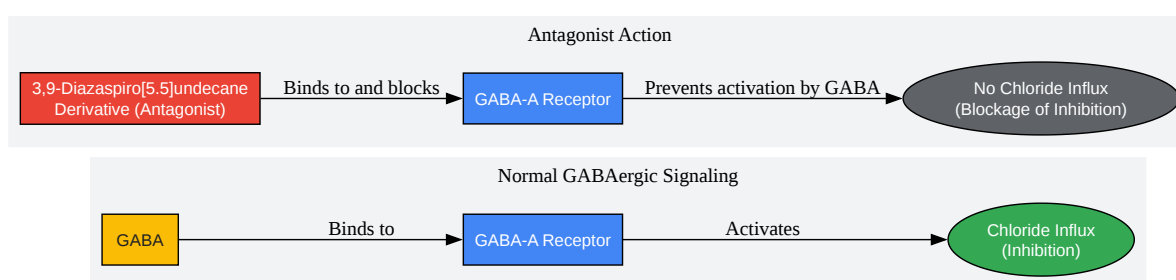 Antagonist Action
3,9-Diazaspiro[5.5]undecane
Derivative (Antagonist)
Binds to and blocks
GABA-A Receptor
Prevents activation by GABA
No Chloride Influx
(Blockage of Inhibition)
Normal GABAergic Signaling
GABA
Binds to
GABA-A Receptor
Activates
Chloride Influx
(Inhibition)